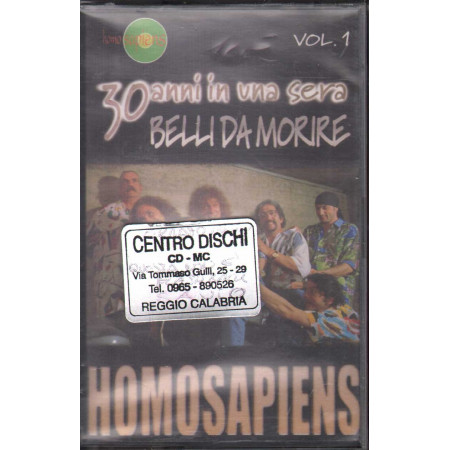 VOL. 1
30 anni in una sera
BELLI DA MORIRE
CENTRO DISCHI
CD - MC
Via Tommaso Gulli, 25 - 29
Tel. 0965 - 890526
REGGIO CALABRIA
HOMOSAPIENS